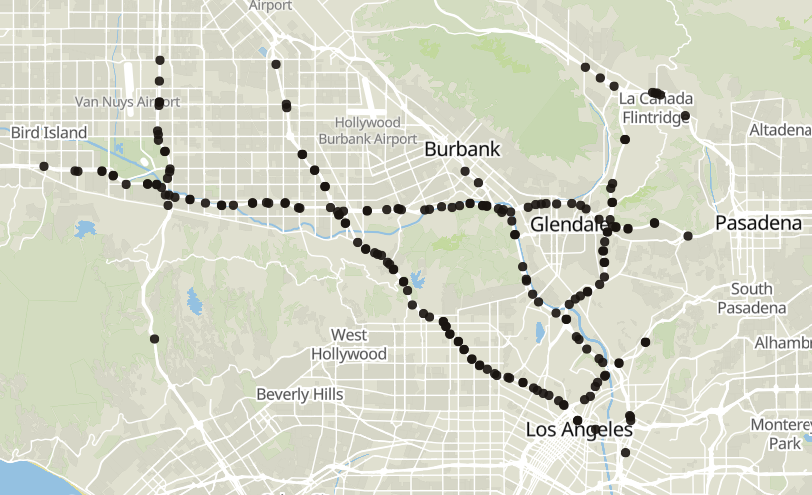 Airport
Van Nuys Airport
Bird Island
Hollywood
Burbank Airport
Burbank
La Cañada
Flintridge
Altadena
Glendale
Pasadena
South
Pasadena
West
Hollywood
Alhamb
Beverly Hills
Los Angeles
Monterey
Park